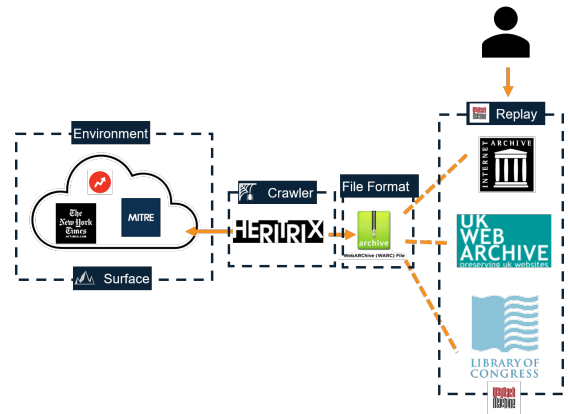 Replay
Environment
INTERNET
ARCHIVE
The
New York
Times
MITRE
Crawler
File Format
HERITRIX
archive
WebARChive (WARC) File
UK
WEB
ARCHIVE
preserving uk websites
Surface
LIBRARY OF
CONGRESS